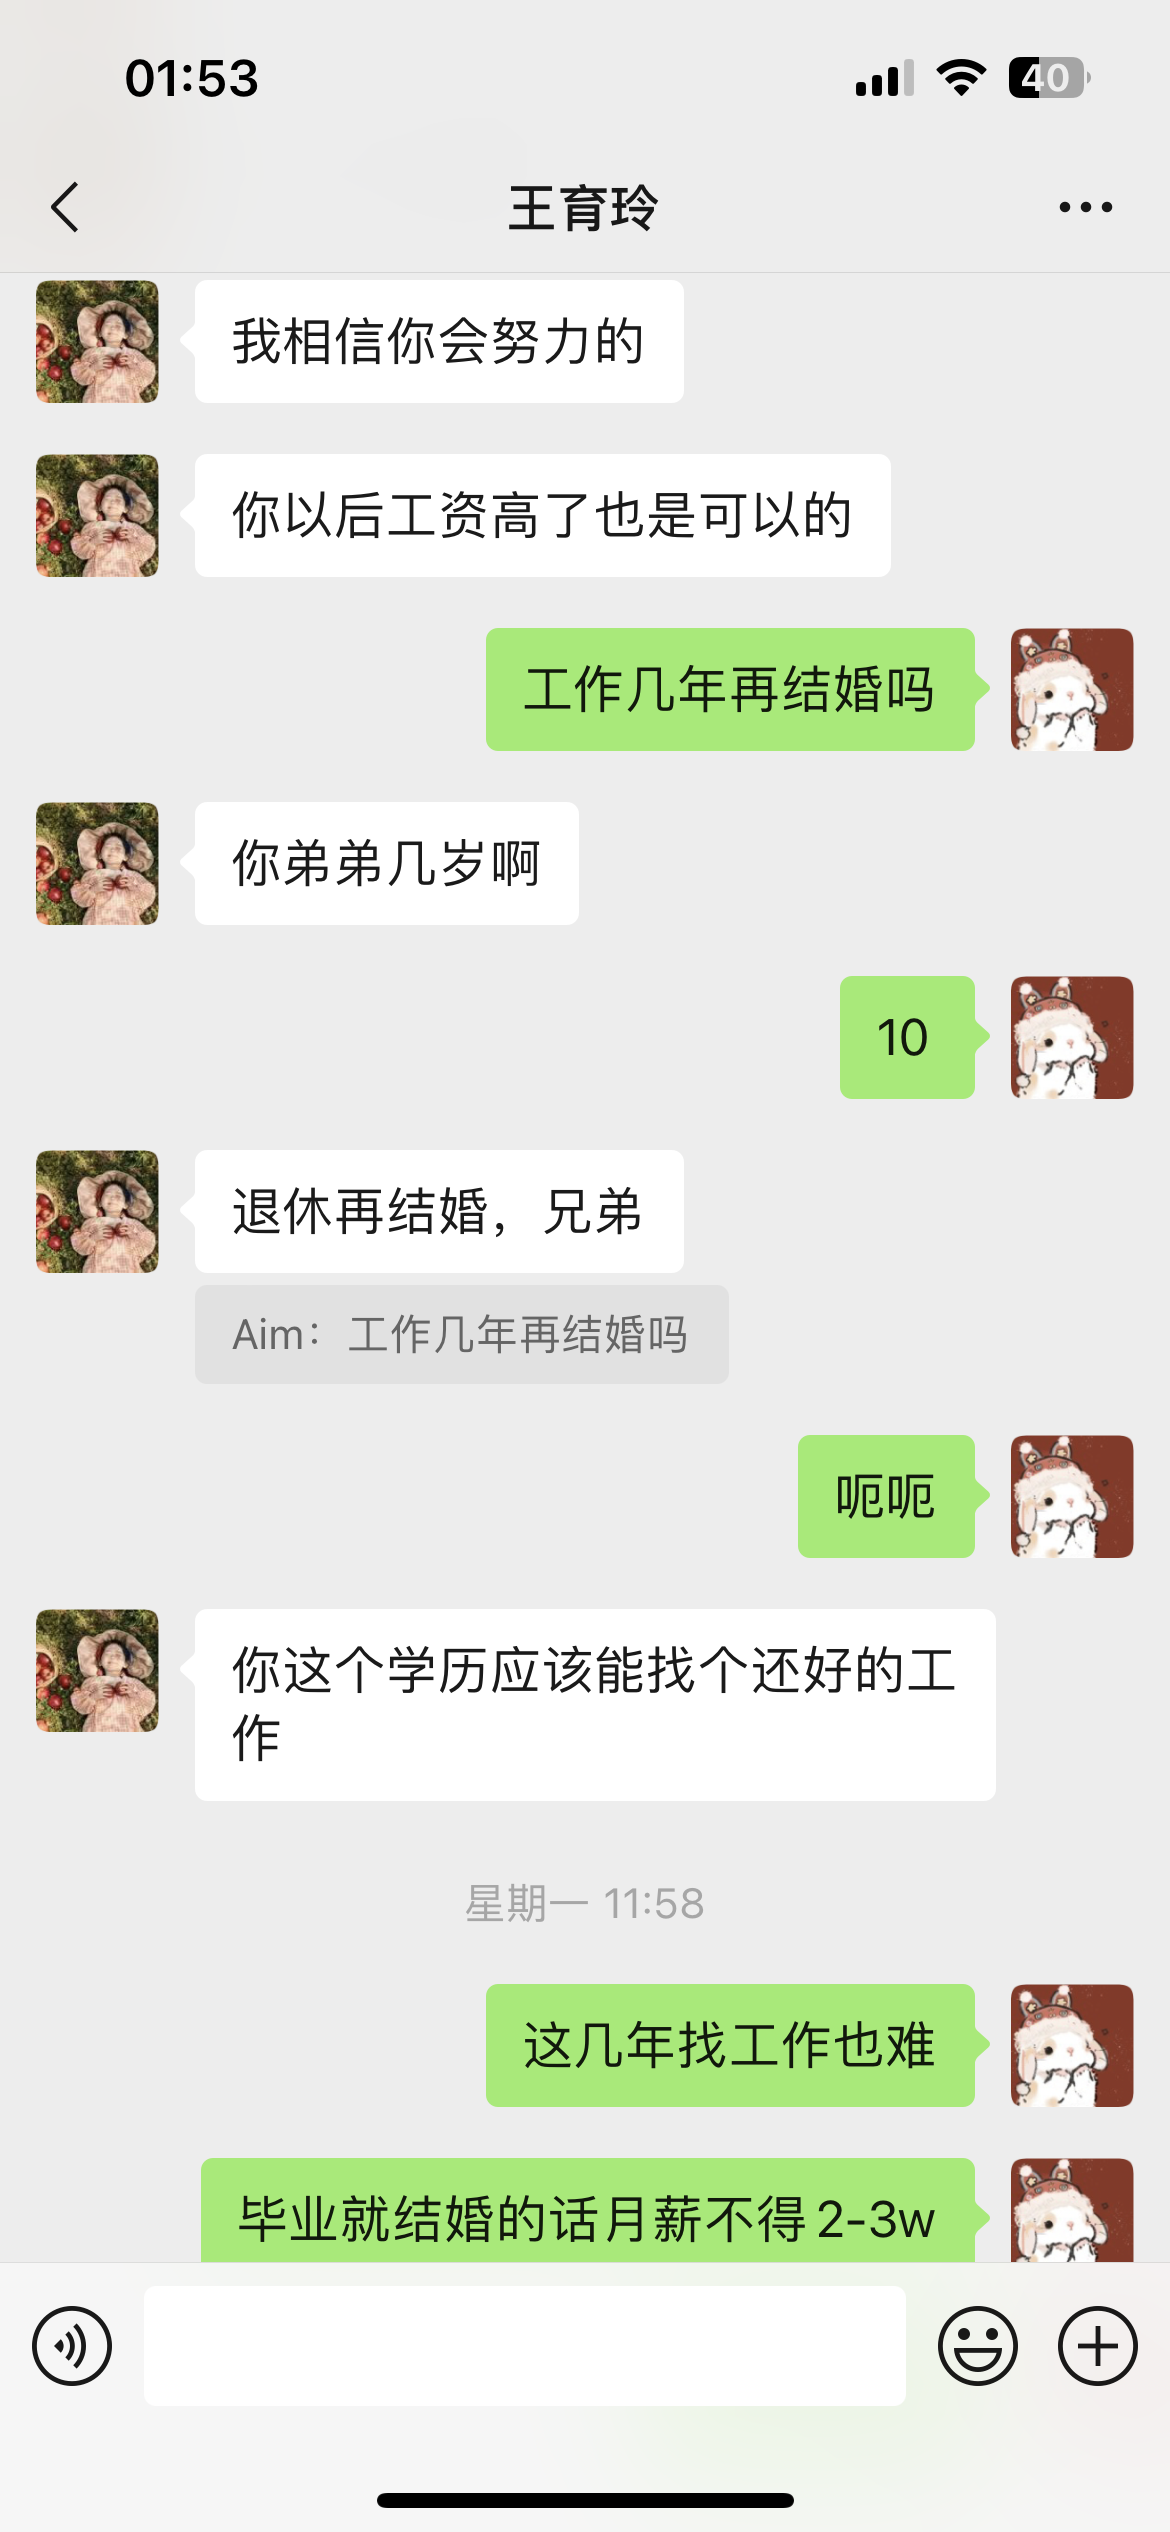 01:53
40
王育玲
我相信你会努力的
你以后工资高了也是可以的
工作几年再结婚吗
你弟弟几岁啊
10
退休再结婚，兄弟
Aim：工作几年再结婚吗
呃呃
你这个学历应该能找个还好的工
作
星期一 11:58
这几年找工作也难
毕业就结婚的话月薪不得2-3w